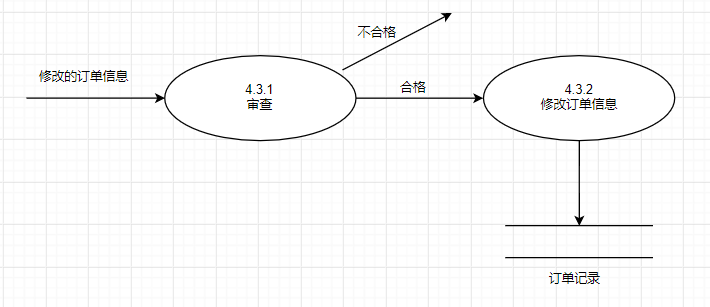 不合格
修改的订单信息
4.3.1
审查
合格
4.3.2
修改订单信息
订单记录